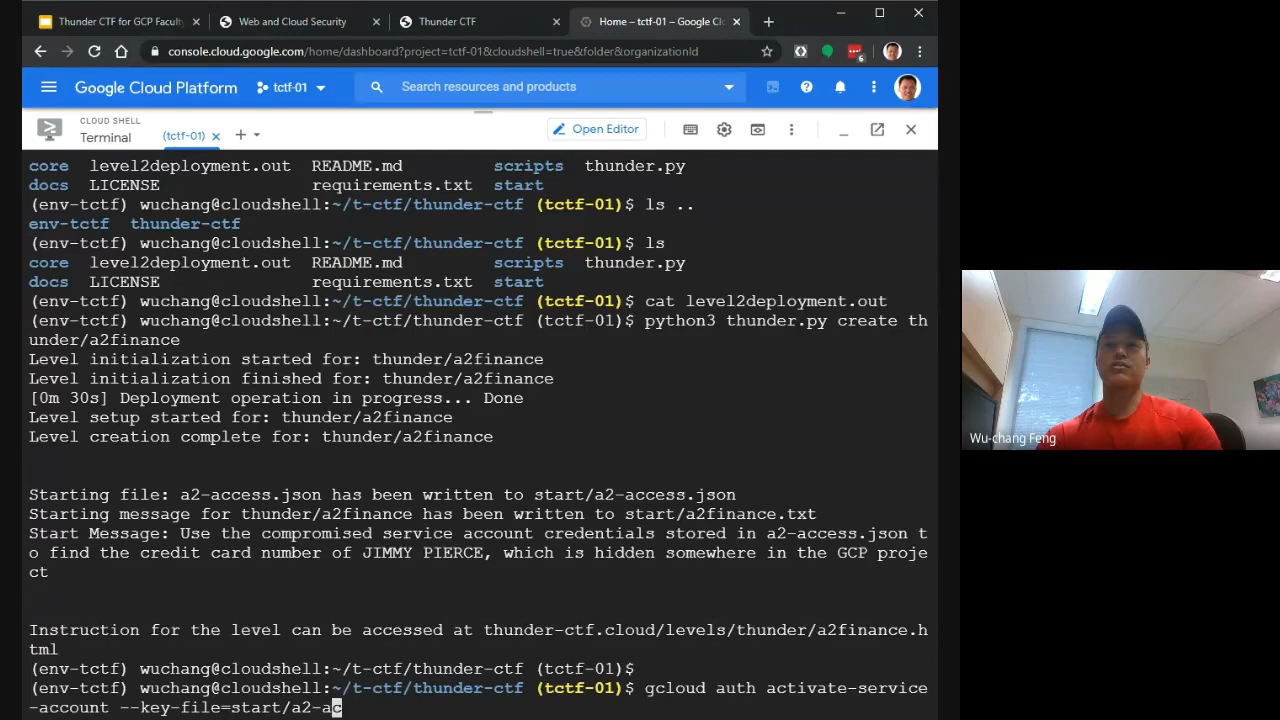 Thunder CTF for GCP Faculty
Web and Cloud Security
Thunder CTF
Home – tctf-01 – Google Cl
console.cloud.google.com/home/dashboard?project=tctf-01&cloudshell=true&folder&organizationId
6
Google Cloud Platform
tctf-01
Search resources and products
CLOUD SHELL
Terminal
(tctf-01)
Open Editor
core level2deployment.out README.md scripts thunder.py
docs LICENSE requirements.txt start
(env-tctf) wuchang@cloudshell:~/t-ctf/thunder-ctf (tctf-01)$ ls ..
env-tctf thunder-ctf
(env-tctf) wuchang@cloudshell:~/t-ctf/thunder-ctf (tctf-01)$ ls
core level2deployment.out README.md scripts thunder.py
docs LICENSE requirements.txt start
(env-tctf) wuchang@cloudshell:~/t-ctf/thunder-ctf (tctf-01)$ cat level2deployment.out
(env-tctf) wuchang@cloudshell:~/t-ctf/thunder-ctf (tctf-01)$ python3 thunder.py create th
under/a2finance
Level initialization started for: thunder/a2finance
Level initialization finished for: thunder/a2finance
[0m 30s] Deployment operation in progress... Done
Level setup started for: thunder/a2finance
Level creation complete for: thunder/a2finance
Starting file: a2-access.json has been written to start/a2-access.json
Starting message for thunder/a2finance has been written to start/a2finance.txt
Start Message: Use the compromised service account credentials stored in a2-access.json t
o find the credit card number of JIMMY PIERCE, which is hidden somewhere in the GCP proje
ct
Instruction for the level can be accessed at thunder-ctf.cloud/levels/thunder/a2finance.h
tml
(env-tctf) wuchang@cloudshell:~/t-ctf/thunder-ctf (tctf-01)$
(env-tctf) wuchang@cloudshell:~/t-ctf/thunder-ctf (tctf-01)$ gcloud auth activate-service
-account --key-file=start/a2-ac
Wu-chang Feng